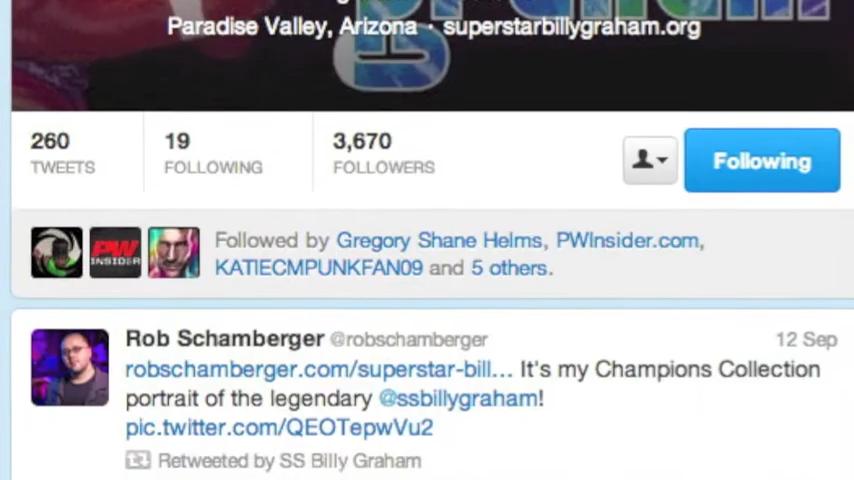 Paradise Valley, Arizona · superstarbillygraham.org
260 19 3,670
TWEETS FOLLOWING FOLLOWERS
Following
PW
INSIDER
Followed by Gregory Shane Helms, PWInsider.com,
KATIECMPUNKFAN09 and 5 others.
Rob Schamberger @robschamberger 12 Sep
robschamberger.com/superstar-bill... It's my Champions Collection
portrait of the legendary @ssbillygraham!
pic.twitter.com/QEOTepwVu2
Retweeted by SS Billy Graham